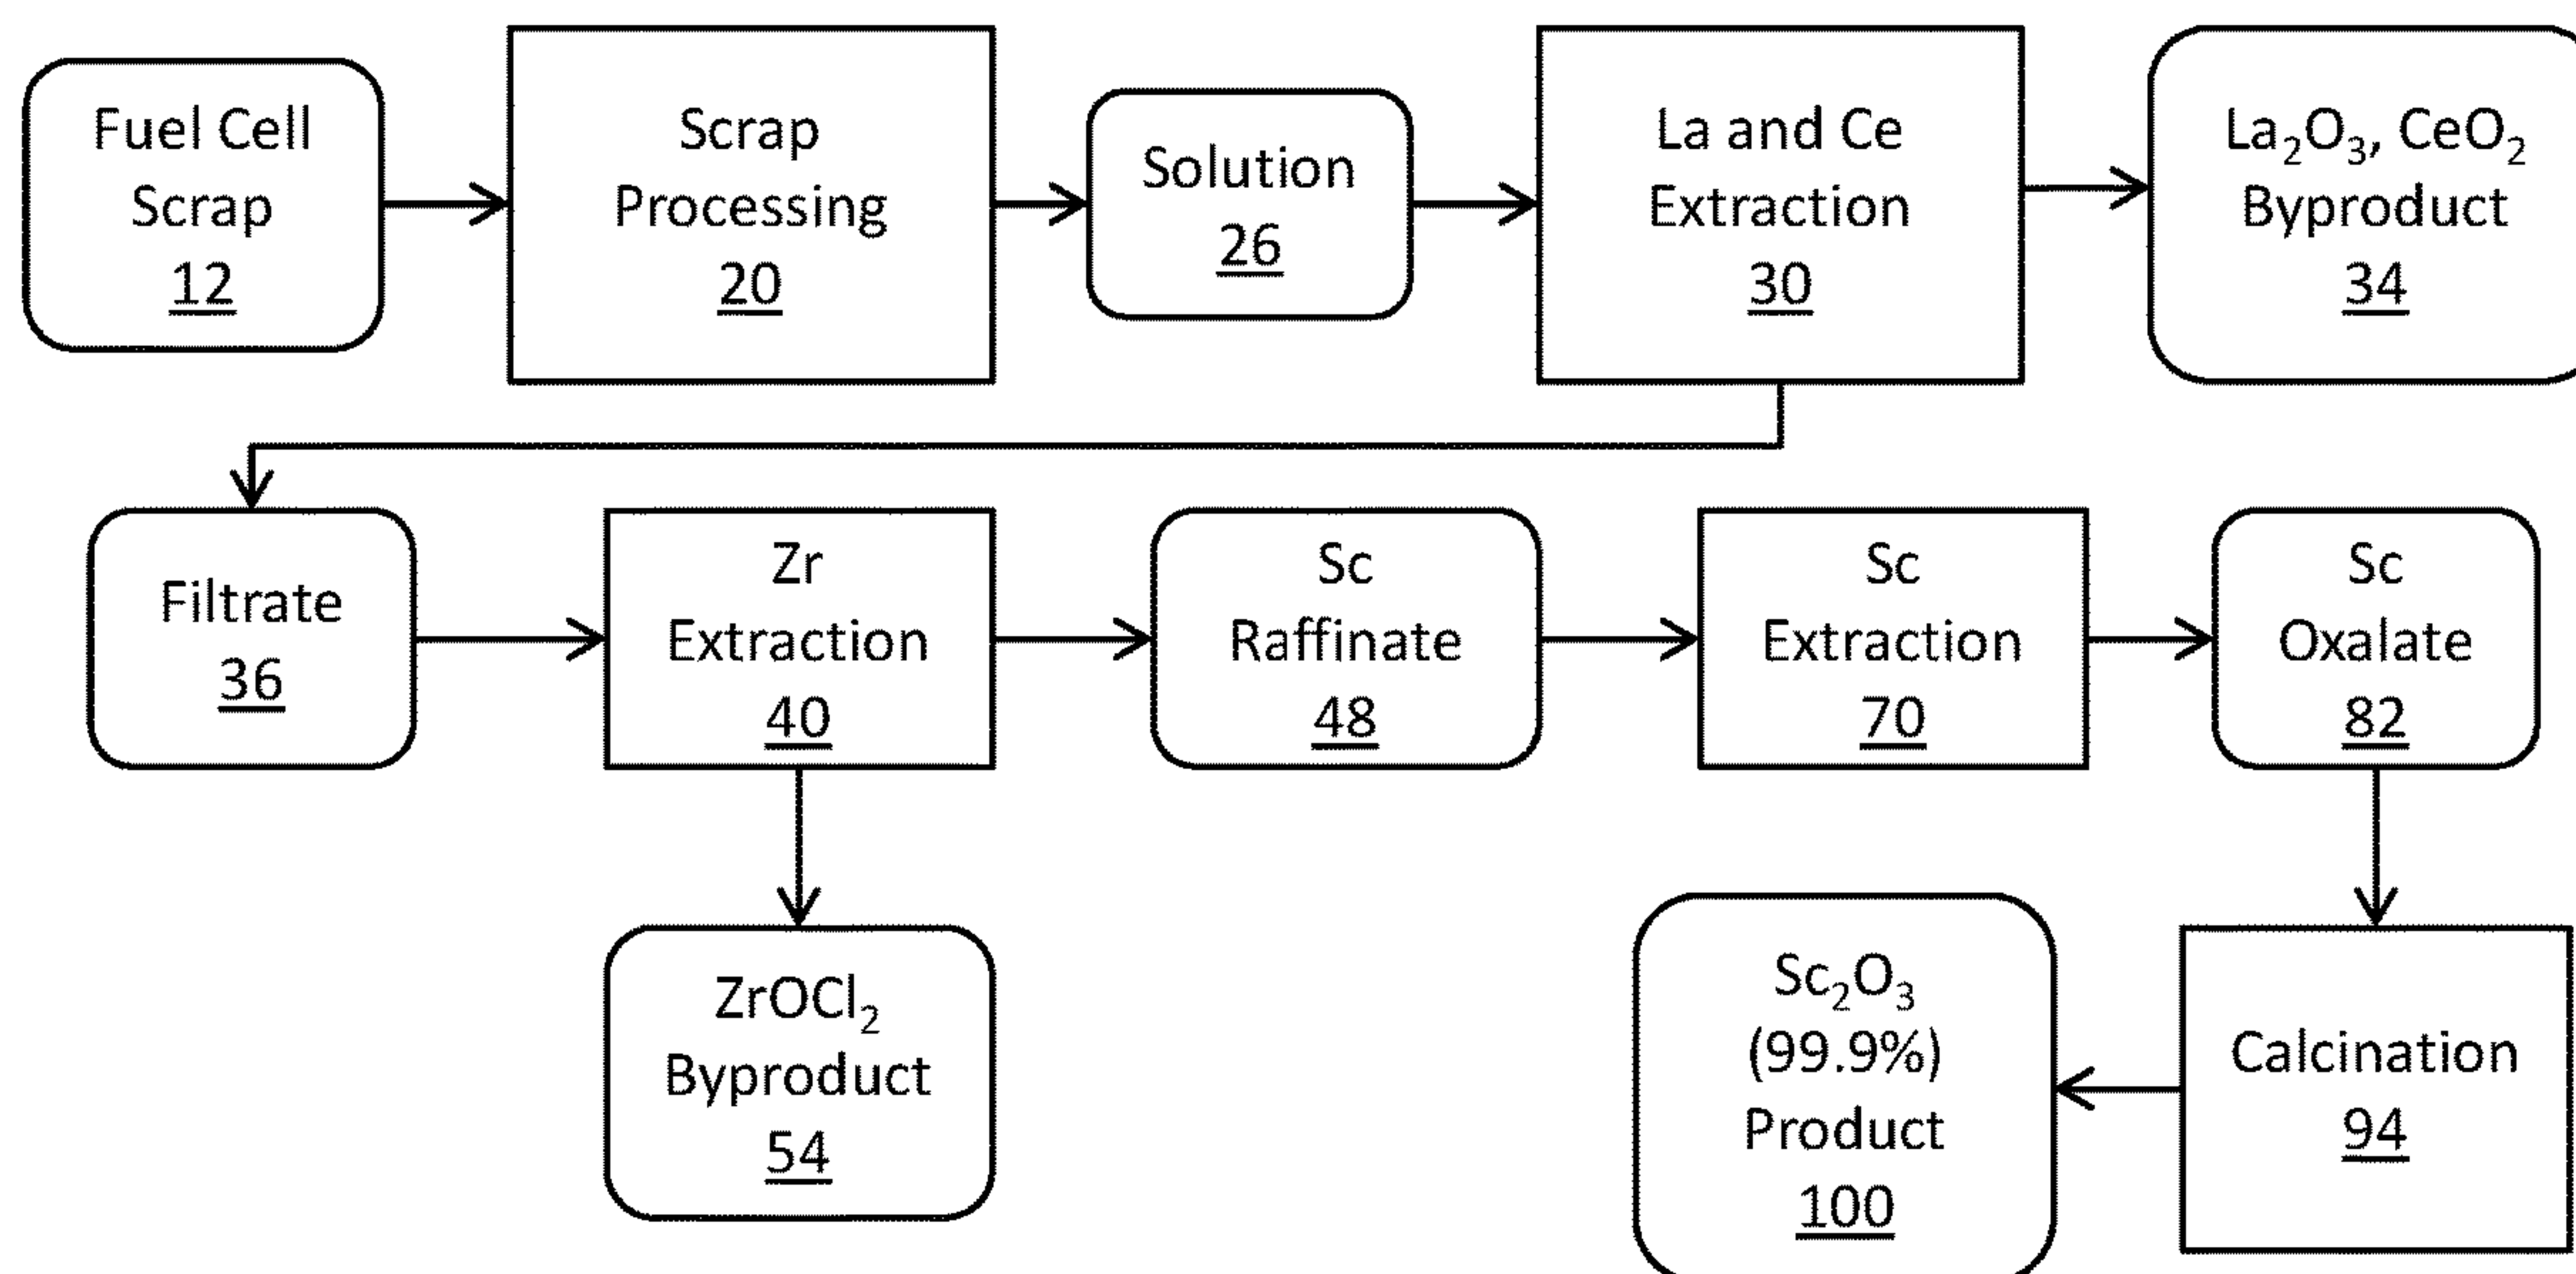 Fuel Cell
Scrap
12
Scrap
Processing
20
Solution
26
La and Ce
Extraction
30
La₂O₃, CeO₂
Byproduct
34
Filtrate
36
Zr
Extraction
40
Sc
Raffinate
48
Sc
Extraction
70
Sc
Oxalate
82
ZrOCl₂
Byproduct
54
Sc₂O₃
(99.9%)
Product
100
Calcination
94